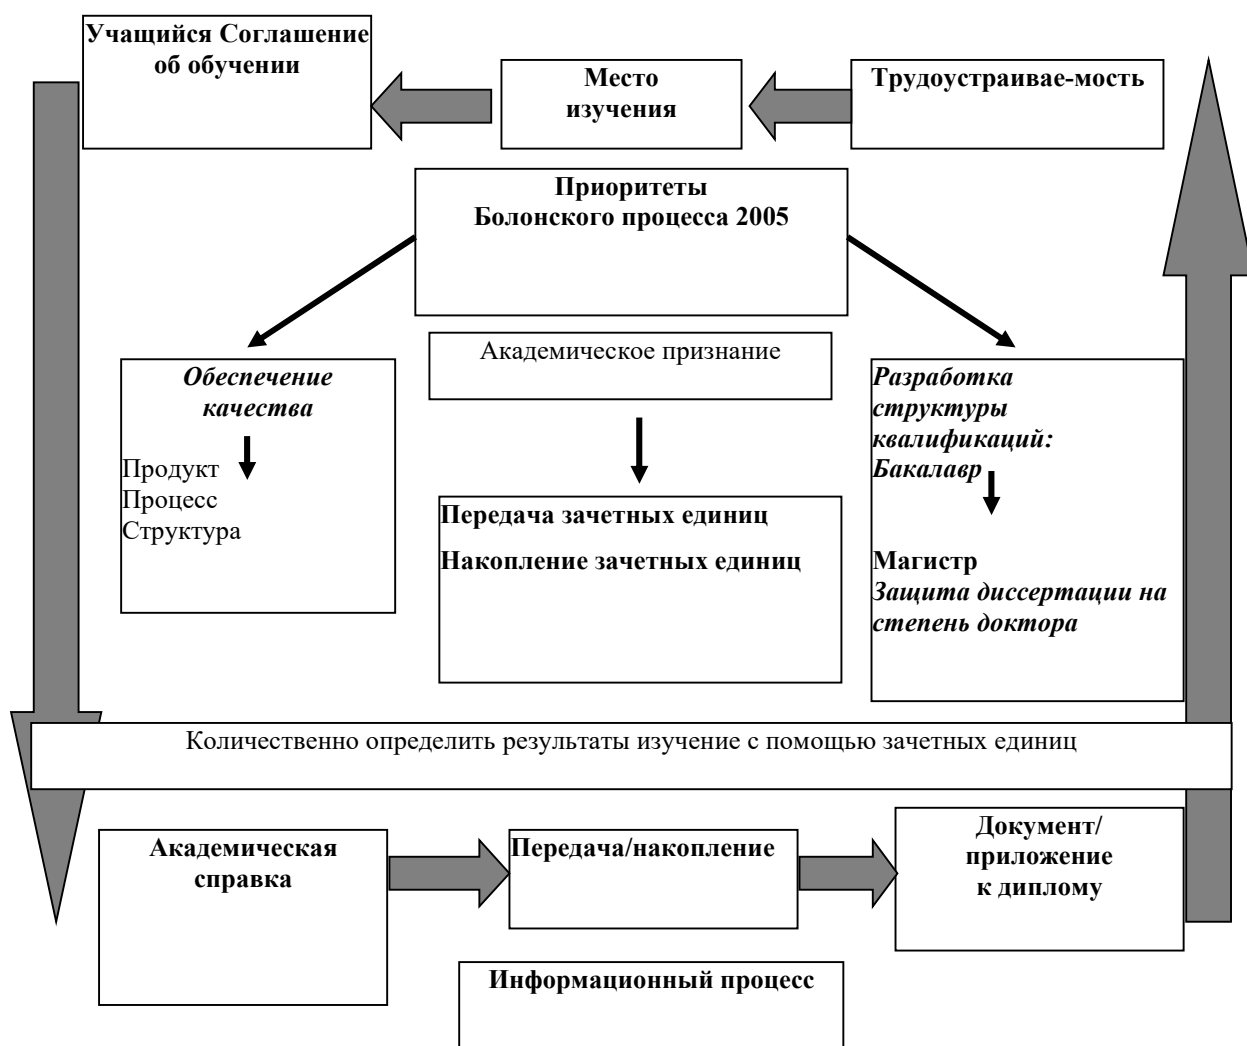 Учащийся Соглашение
об обучении
Место
изучения
Трудоустраивае-мость
Приоритеты
Болонского процесса 2005
Академическое признание
Обеспечение
качества
Продукт
Процесс
Структура
Передача зачетных единиц
Накопление зачетных единиц
Разработка
структуры
квалификаций:
Бакалавр
Магистр
Защита диссертации на
степень доктора
Количественно определить результаты изучение с помощью зачетных единиц
Академическая
справка
Передача/накопление
Документ/
приложение
к диплому
Информационный процесс